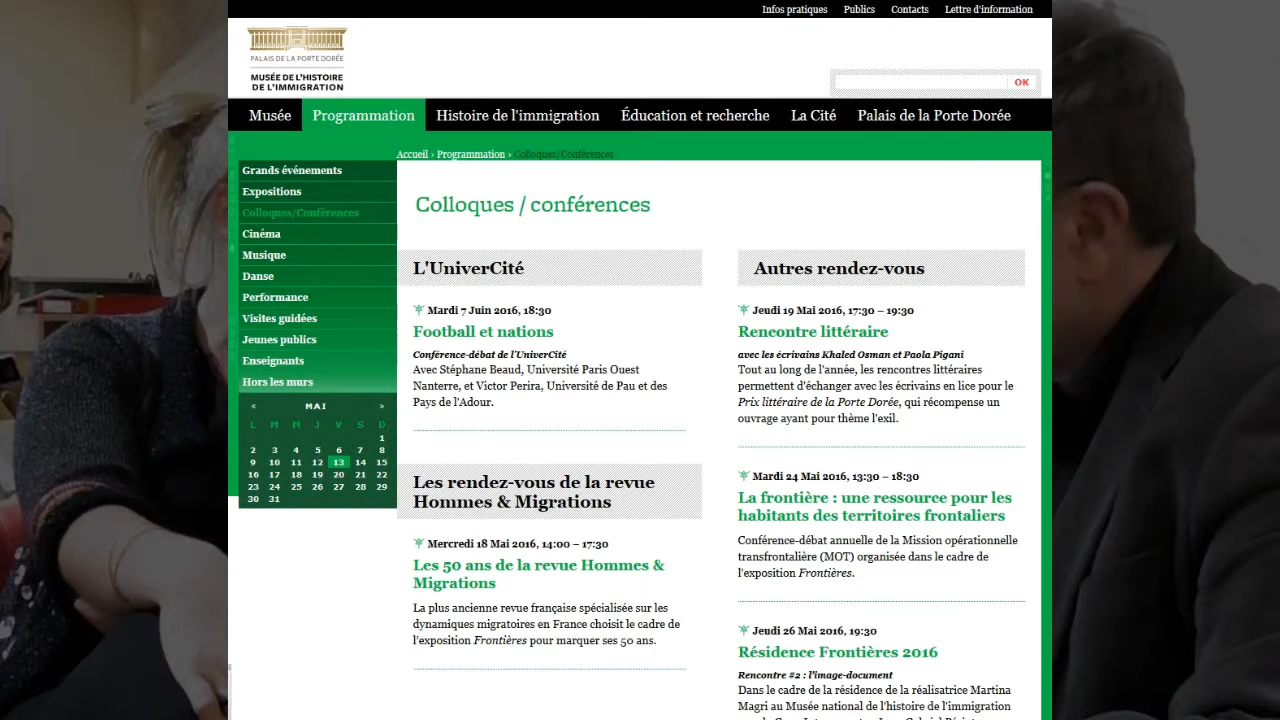 Infos pratiques Publics Contacts Lettre d'information
PALAIS DE LA PORTE DORÉE
MUSÉE DE L'HISTOIRE
DE L'IMMIGRATION
OK
Musée Programmation Histoire de l'immigration Éducation et recherche La Cité Palais de la Porte Dorée
Accueil › Programmation › Colloques/Conférences
Grands événements
Expositions
Colloques/Conférences
Cinéma
Musique
Danse
Performance
Visites guidées
Jeunes publics
Enseignants
Hors les murs
« MAI »
L M M J V S D
1
2 3 4 5 6 7 8
9 10 11 12 13 14 15
16 17 18 19 20 21 22
23 24 25 26 27 28 29
30 31
Colloques / conférences
L'UniverCité
Mardi 7 Juin 2016, 18:30
Football et nations
Conférence-débat de l'UniverCité
Avec Stéphane Beaud, Université Paris Ouest
Nanterre, et Victor Perira, Université de Pau et des
Pays de l'Adour.
Les rendez-vous de la revue
Hommes & Migrations
Mercredi 18 Mai 2016, 14:00 – 17:30
Les 50 ans de la revue Hommes &
Migrations
La plus ancienne revue française spécialisée sur les
dynamiques migratoires en France choisit le cadre de
l'exposition Frontières pour marquer ses 50 ans.
Autres rendez-vous
Jeudi 19 Mai 2016, 17:30 – 19:30
Rencontre littéraire
avec les écrivains Khaled Osman et Paola Pigani
Tout au long de l'année, les rencontres littéraires
permettent d'échanger avec les écrivains en lice pour le
Prix littéraire de la Porte Dorée, qui récompense un
ouvrage ayant pour thème l'exil.
Mardi 24 Mai 2016, 13:30 – 18:30
La frontière : une ressource pour les
habitants des territoires frontaliers
Conférence-débat annuelle de la Mission opérationnelle
transfrontalière (MOT) organisée dans le cadre de
l'exposition Frontières.
Jeudi 26 Mai 2016, 19:30
Résidence Frontières 2016
Rencontre #2 : l'image-document
Dans le cadre de la résidence de la réalisatrice Martina
Magri au Musée national de l'histoire de l'immigration